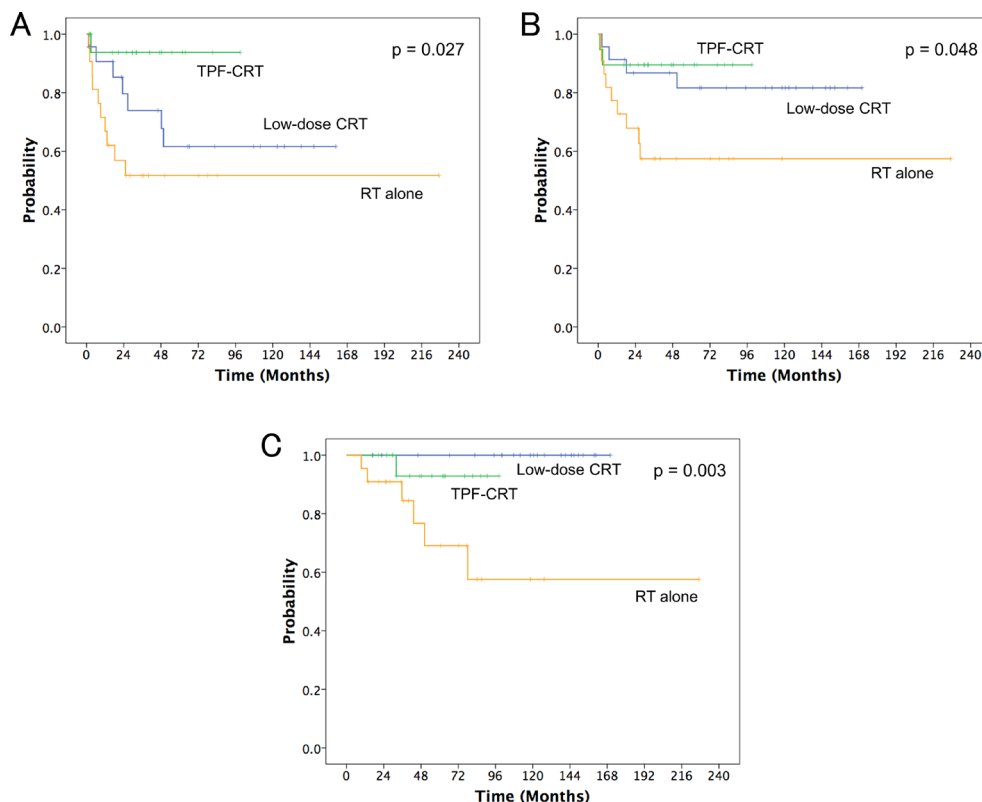 A
1.0
0.8
0.6
0.4
0.2
0.0
Probability
p = 0.027
TPF-CRT
Low-dose CRT
RT alone
0 24 48 72 96 120 144 168 192 216 240
Time (Months)
B
1.0
0.8
0.6
0.4
0.2
0.0
Probability
TPF-CRT
p = 0.048
Low-dose CRT
RT alone
0 24 48 72 96 120 144 168 192 216 240
Time (Months)
C
1.0
0.8
0.6
0.4
0.2
0.0
Probability
Low-dose CRT
p = 0.003
TPF-CRT
RT alone
0 24 48 72 96 120 144 168 192 216 240
Time (Months)